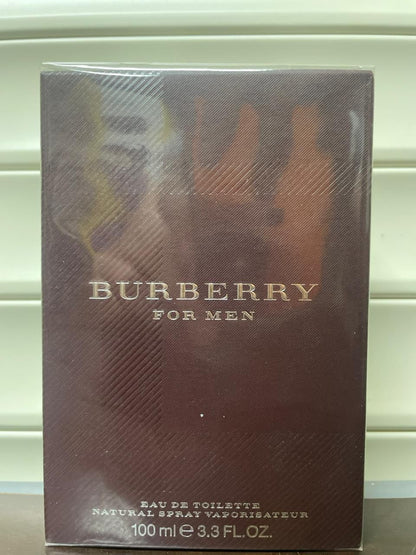 BURBERRY
FOR MEN
EAU DE TOILETTE
NATURAL SPRAY VAPORISATEUR
100 ml ℮ 3.3 FL.OZ.